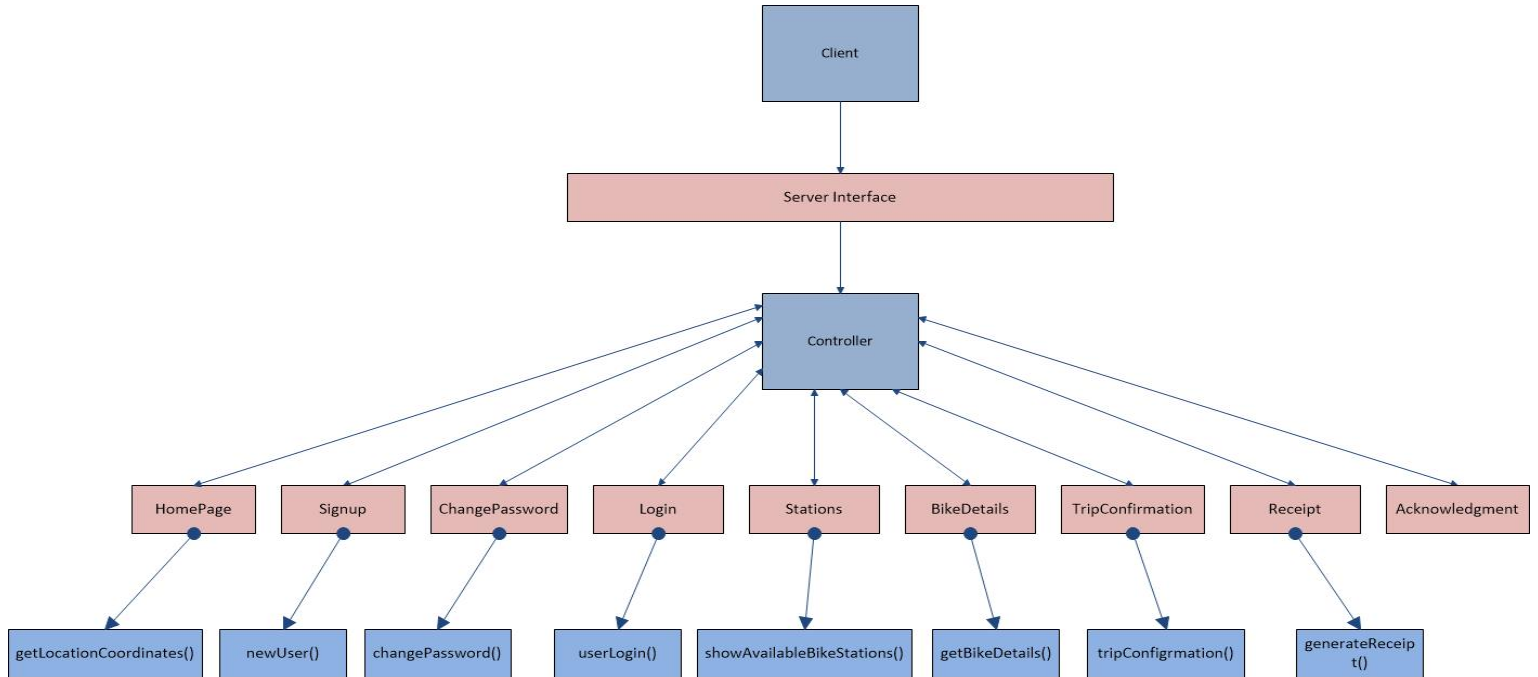 Client
Server Interface
Controller
HomePage
Signup
ChangePassword
Login
Stations
BikeDetails
TripConfirmation
Receipt
Acknowledgment
getLocationCoordinates()
newUser()
changePassword()
userLogin()
showAvailableBikeStations()
getBikeDetails()
tripConfigrmation()
generateReceip
t()